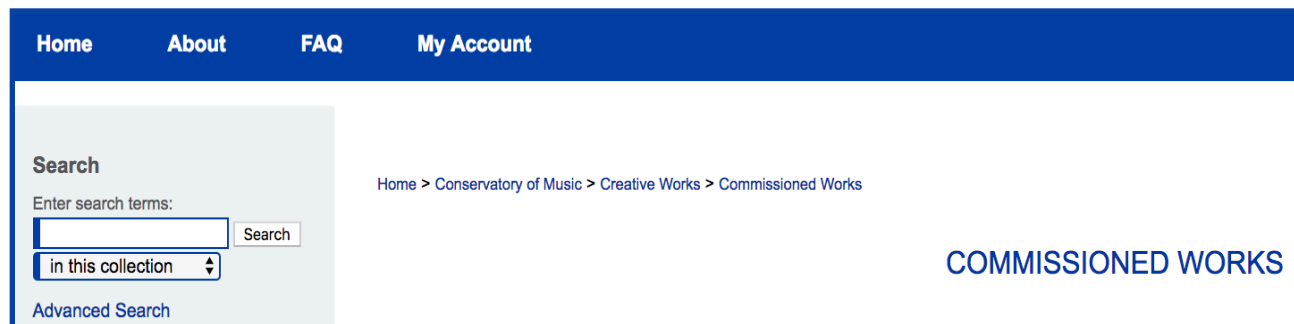 Home About FAQ My Account
Search
Enter search terms:
Search
in this collection
Advanced Search
Home > Conservatory of Music > Creative Works > Commissioned Works
COMMISSIONED WORKS